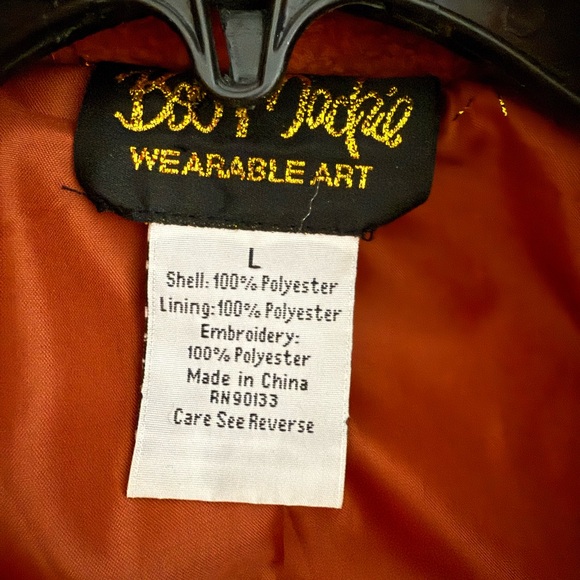 Bob Mackie
WEARABLE ART
L
Shell: 100% Polyester
Lining:100% Polyester
Embroidery:
100% Polyester
Made in China
RN90133
Care See Reverse